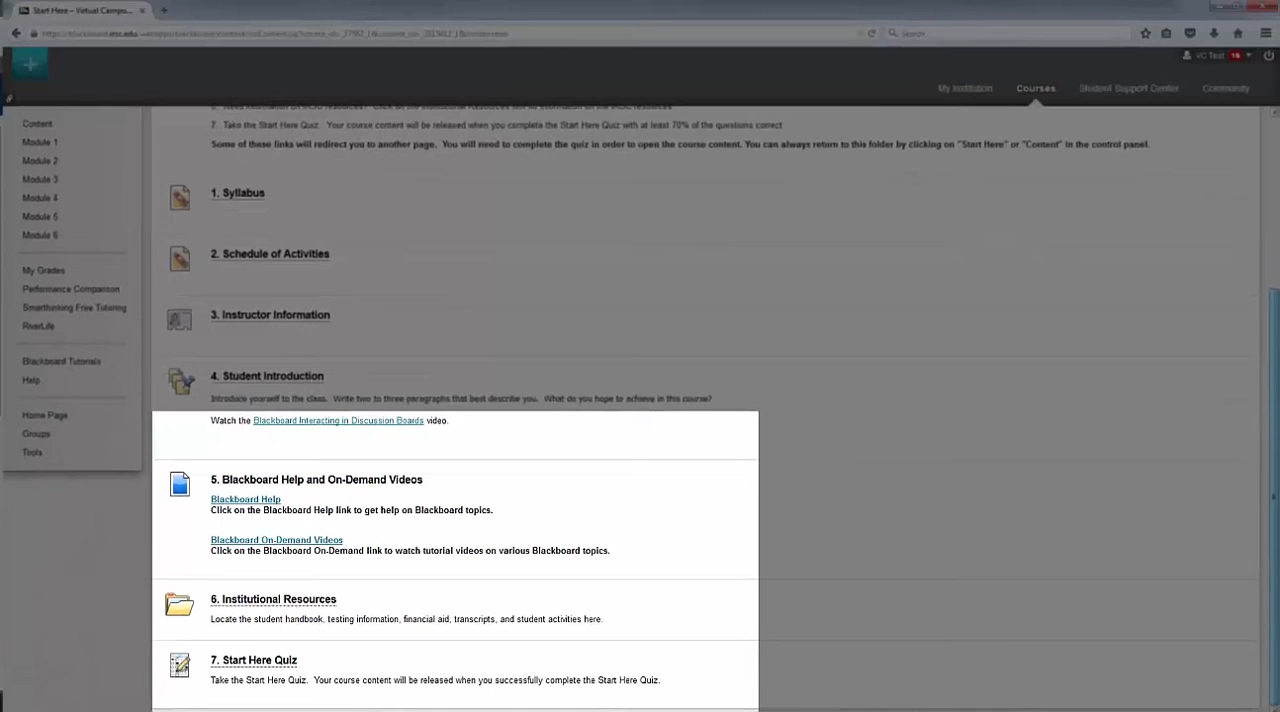 Start Here – Virtual Campu...
Search
VC Test 16
My Institution Courses Student Support Center Community
7. Take the Start Here Quiz. Your course content will be released when you complete the Start Here Quiz with at least 70% of the questions correct
Some of these links will redirect you to another page. You will need to complete the quiz in order to open the course content. You can always return to this folder by clicking on "Start Here" or "Content" in the control panel.
Content
Module 1
Module 2
Module 3
Module 4
Module 5
Module 6
My Grades
Performance Comparison
Smarthinking Free Tutoring
RiverLife
Blackboard Tutorials
Help
Home Page
Groups
Tools
1. Syllabus
2. Schedule of Activities
3. Instructor Information
4. Student Introduction
Introduce yourself to the class. Write two to three paragraphs that best describe you. What do you hope to achieve in this course?
Watch the Blackboard Interacting in Discussion Boards video.
5. Blackboard Help and On-Demand Videos
Blackboard Help
Click on the Blackboard Help link to get help on Blackboard topics.
Blackboard On-Demand Videos
Click on the Blackboard On-Demand link to watch tutorial videos on various Blackboard topics.
6. Institutional Resources
Locate the student handbook, testing information, financial aid, transcripts, and student activities here.
7. Start Here Quiz
Take the Start Here Quiz. Your course content will be released when you successfully complete the Start Here Quiz.